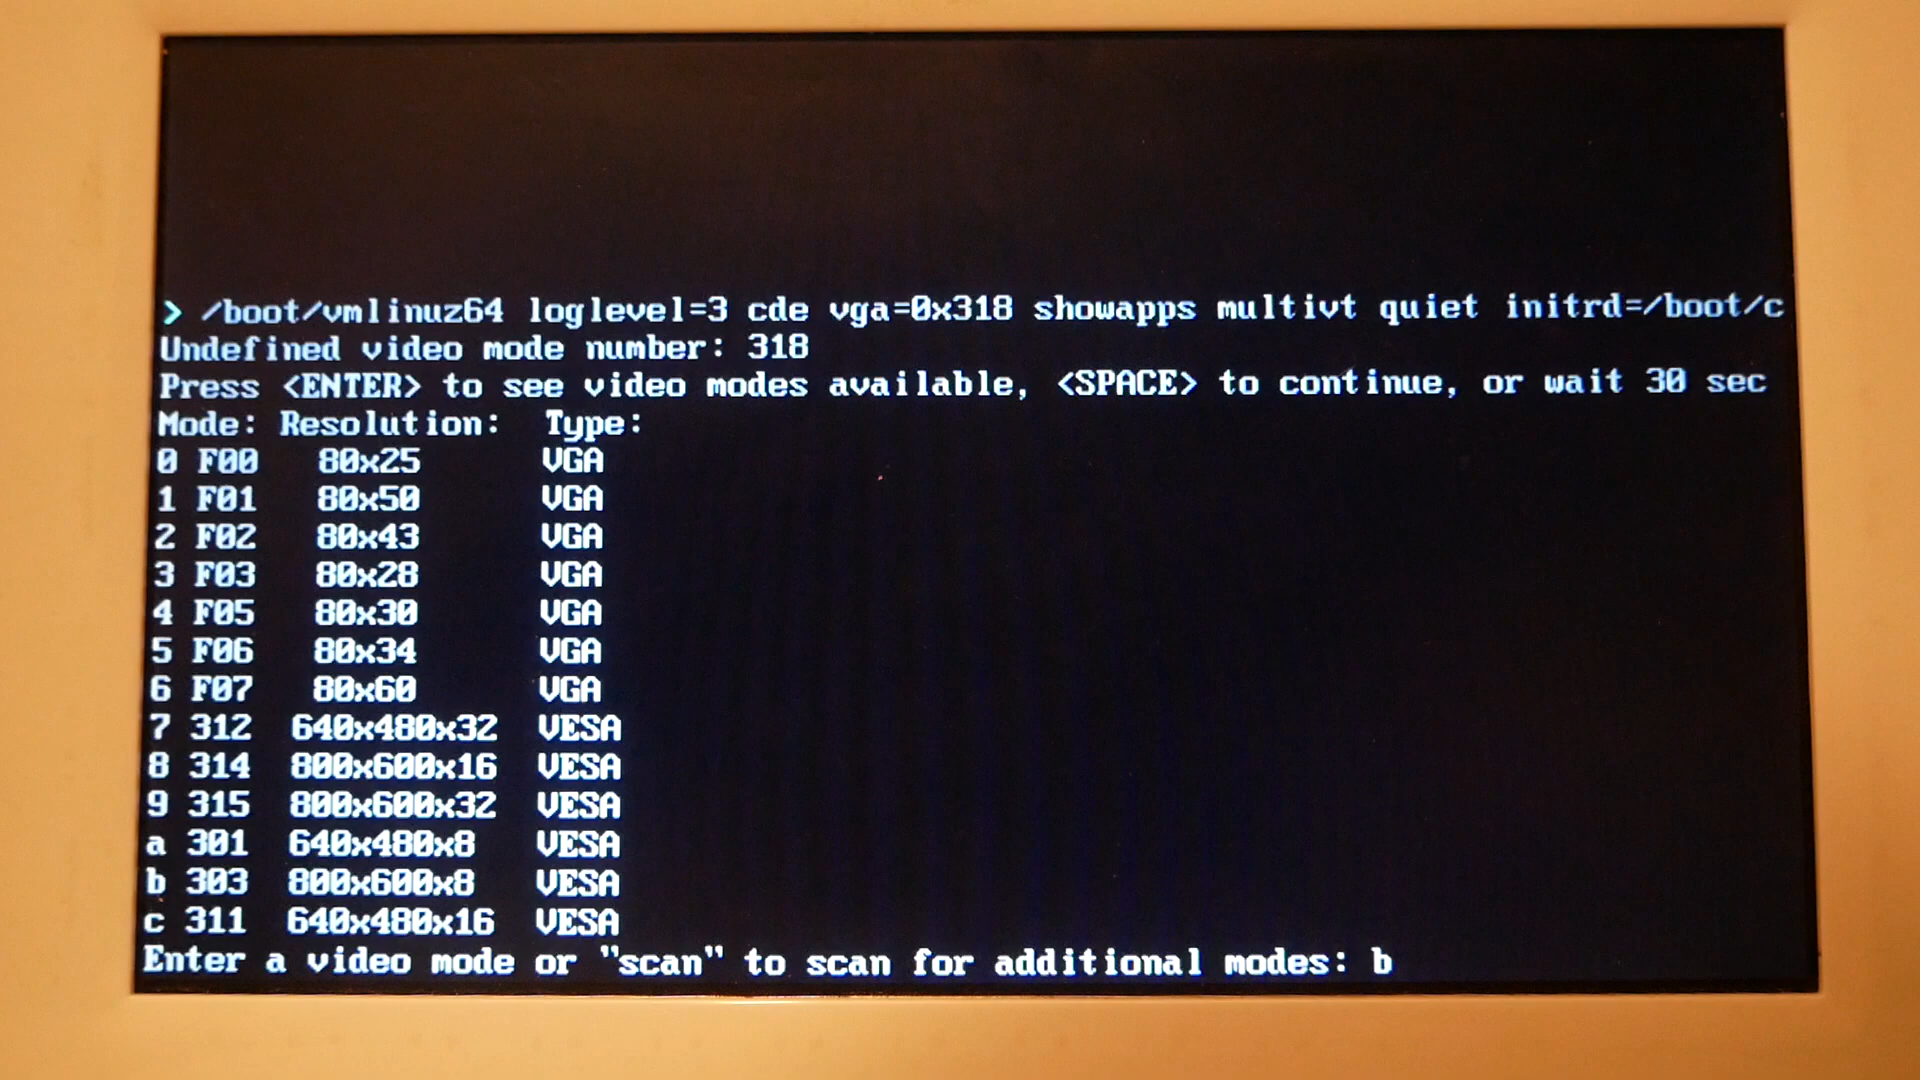 > /boot/vmlinuz64 loglevel=3 cde vga=0x318 showapps multivt quiet initrd=/boot/c
Undefined video mode number: 318
Press <ENTER> to see video modes available, <SPACE> to continue, or wait 30 sec
Mode: Resolution: Type:
0 F00 80x25 VGA
1 F01 80x50 VGA
2 F02 80x43 VGA
3 F03 80x28 VGA
4 F05 80x30 VGA
5 F06 80x34 VGA
6 F07 80x60 VGA
7 312 640x480x32 VESA
8 314 800x600x16 VESA
9 315 800x600x32 VESA
a 301 640x480x8 VESA
b 303 800x600x8 VESA
c 311 640x480x16 VESA
Enter a video mode or "scan" to scan for additional modes: b